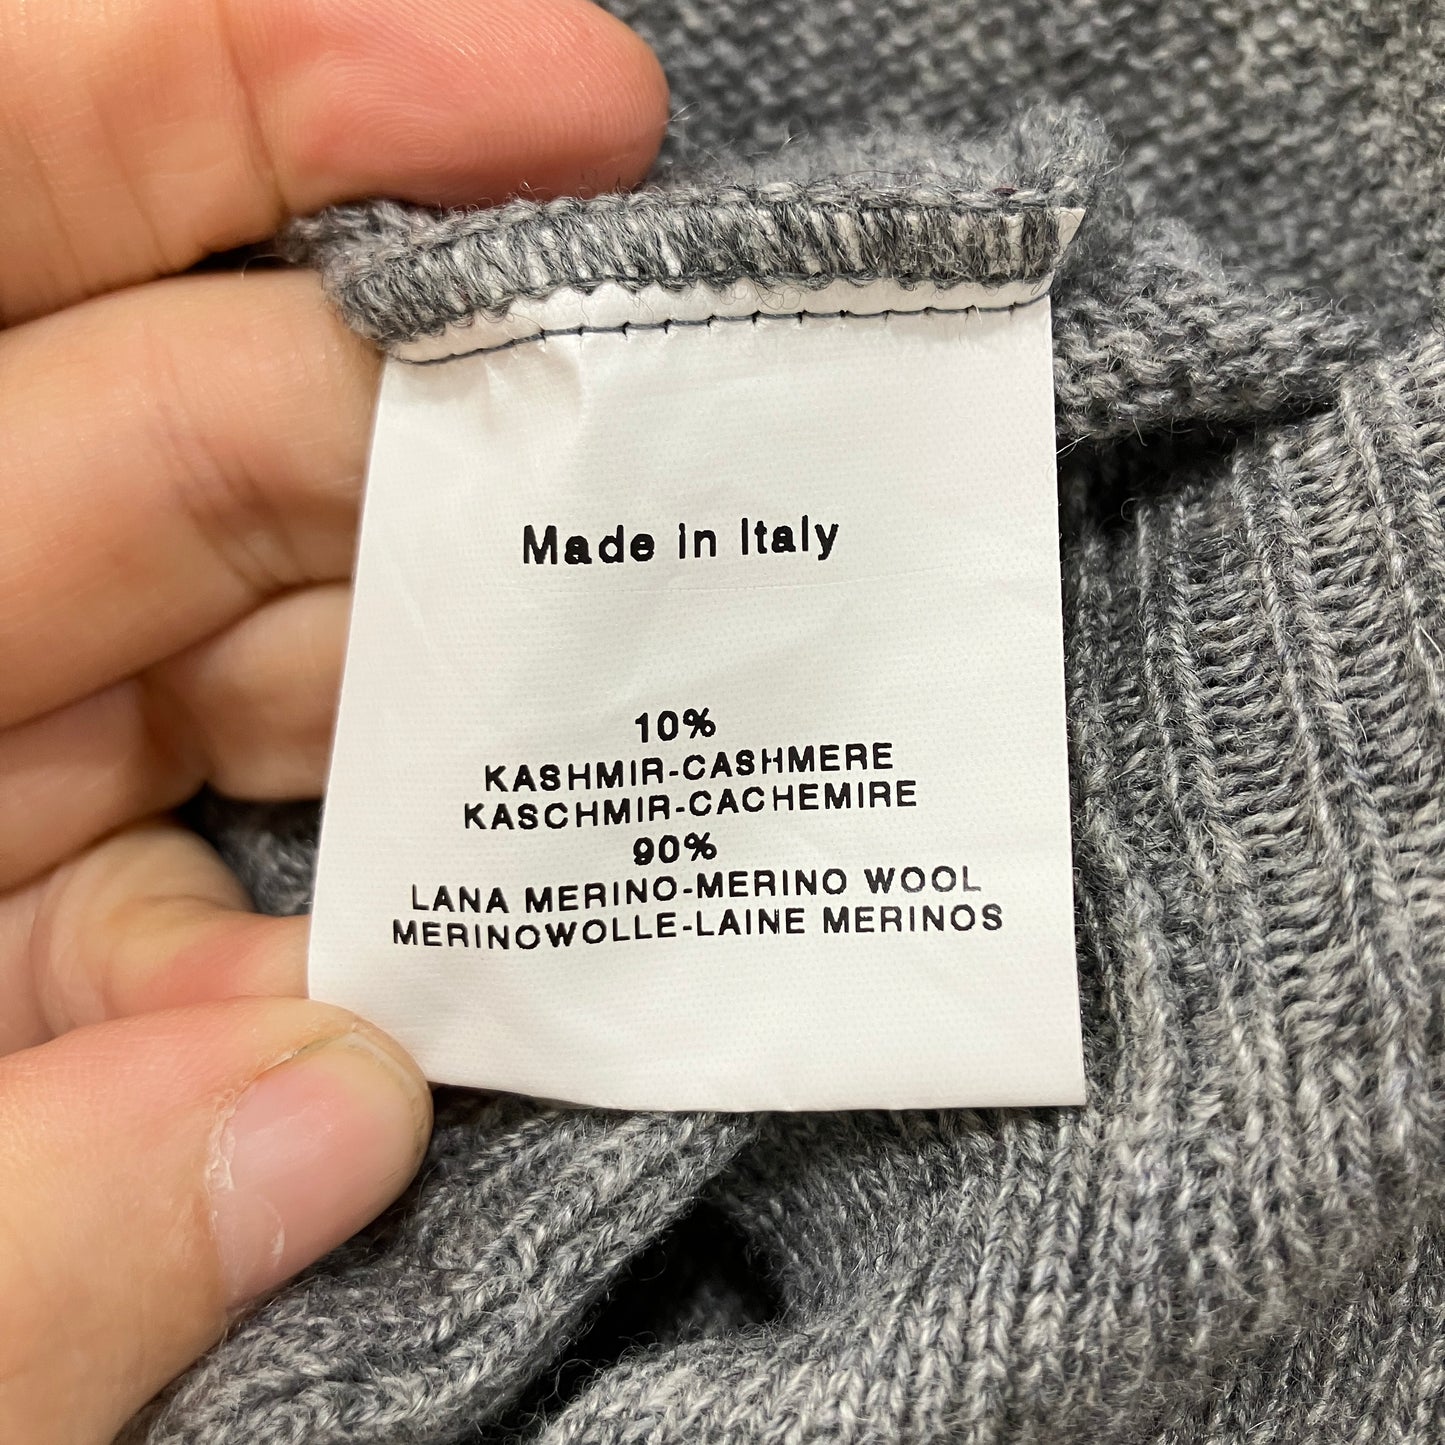 Made in Italy
10%
KASHMIR-CASHMERE
KASCHMIR-CACHEMIRE
90%
LANA MERINO-MERINO WOOL
MERINOWOLLE-LAINE MERINOS